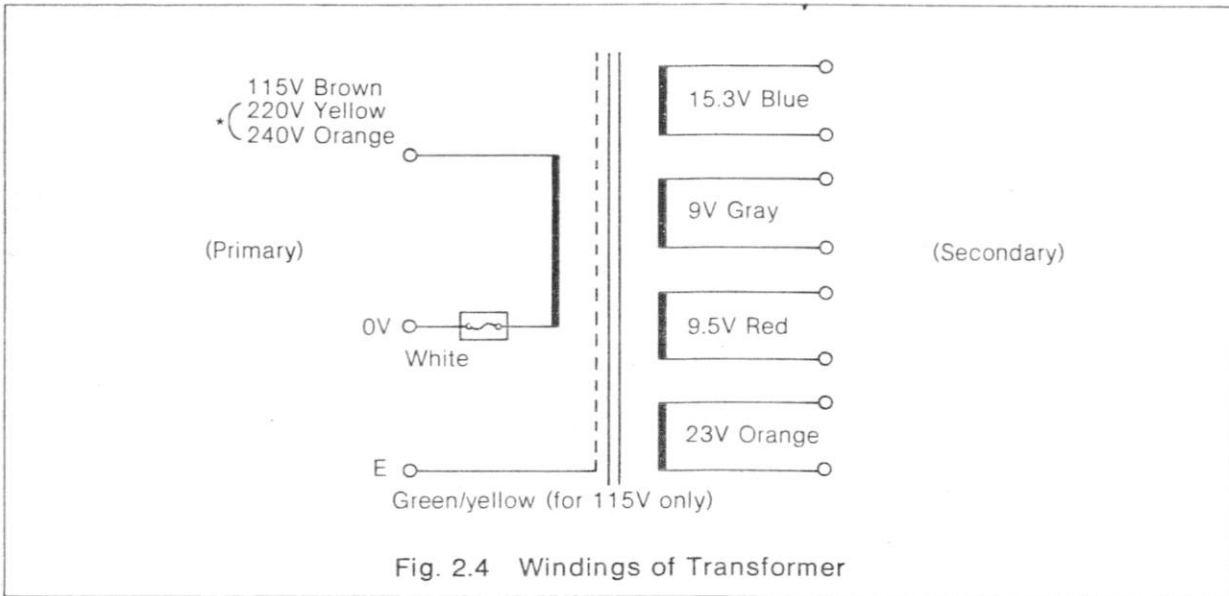 115V Brown
* 220V Yellow
240V Orange
(Primary)
0V
White
E
Green/yellow (for 115V only)
15.3V Blue
9V Gray
9.5V Red
23V Orange
(Secondary)
Fig. 2.4 Windings of Transformer